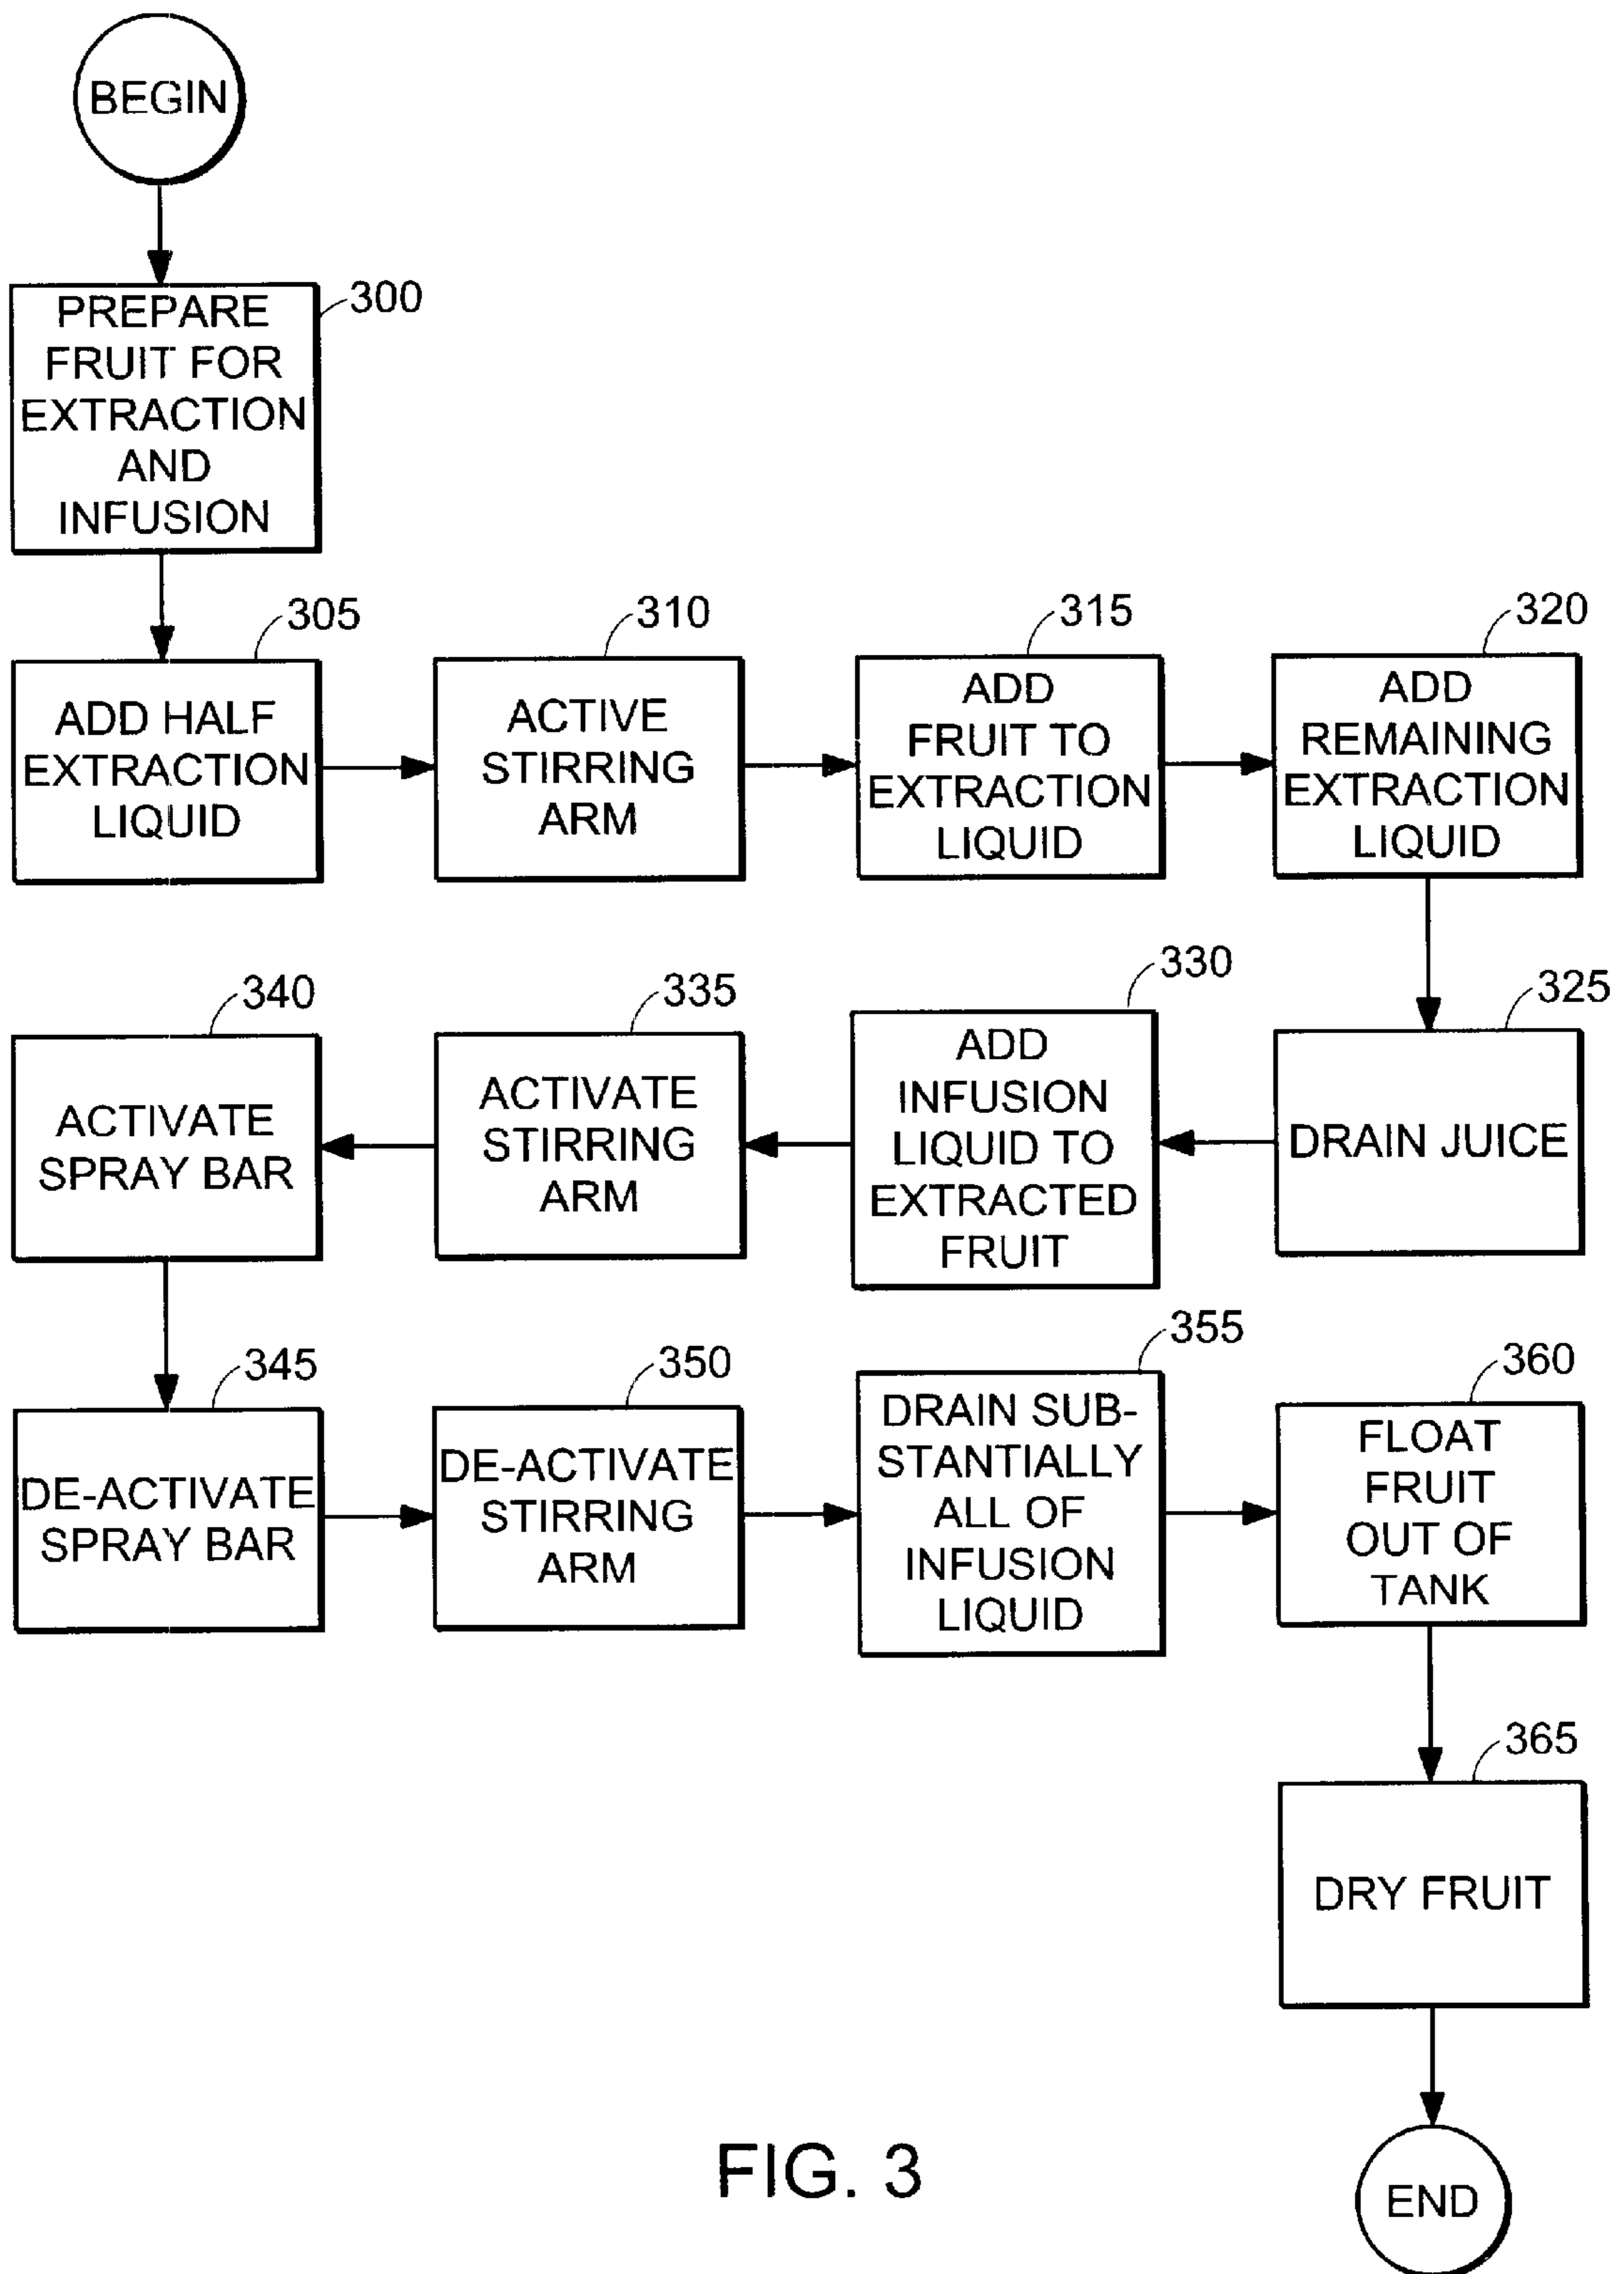 BEGIN
300
PREPARE
FRUIT FOR
EXTRACTION
AND
INFUSION
305
ADD HALF
EXTRACTION
LIQUID
310
ACTIVE
STIRRING
ARM
315
ADD
FRUIT TO
EXTRACTION
LIQUID
320
ADD
REMAINING
EXTRACTION
LIQUID
325
DRAIN JUICE
330
ADD
INFUSION
LIQUID TO
EXTRACTED
FRUIT
335
ACTIVATE
STIRRING
ARM
340
ACTIVATE
SPRAY BAR
345
DE-ACTIVATE
SPRAY BAR
350
DE-ACTIVATE
STIRRING
ARM
355
DRAIN SUB-
STANTIALLY
ALL OF
INFUSION
LIQUID
360
FLOAT
FRUIT
OUT OF
TANK
365
DRY FRUIT
END
FIG. 3